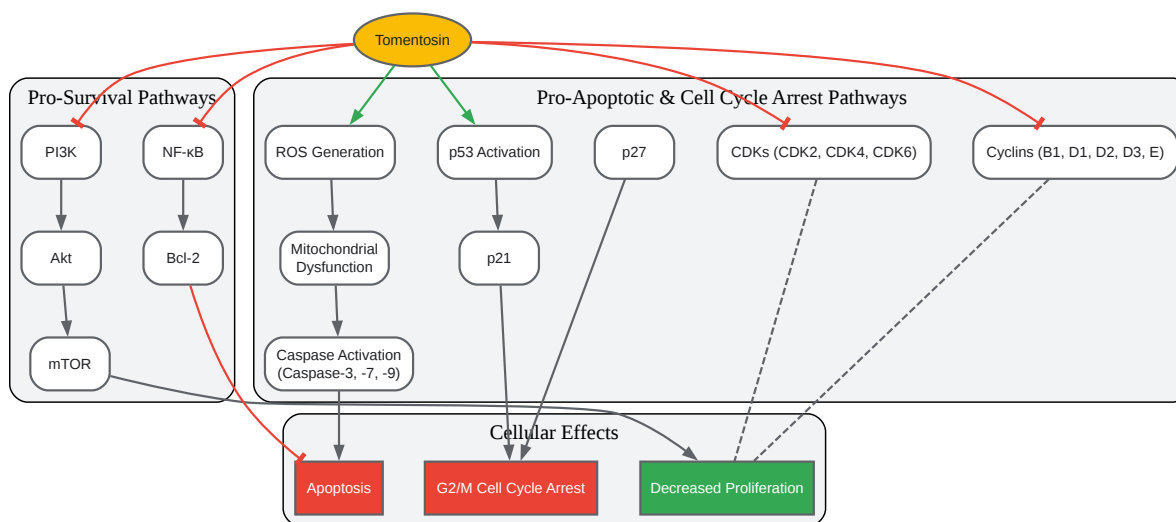 Tomentosin
Pro-Survival Pathways
Pro-Apoptotic & Cell Cycle Arrest Pathways
PI3K
NF-κB
ROS Generation
p53 Activation
p27
CDKs (CDK2, CDK4, CDK6)
Cyclins (B1, D1, D2, D3, E)
Akt
Bcl-2
Mitochondrial
Dysfunction
p21
mTOR
Caspase Activation
(Caspase-3, -7, -9)
Cellular Effects
Apoptosis
G2/M Cell Cycle Arrest
Decreased Proliferation